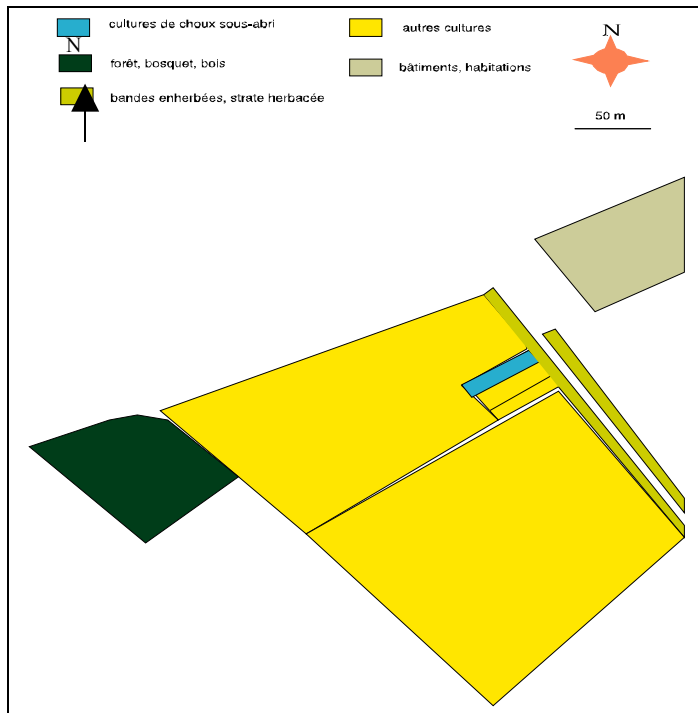 cultures de choux sous-abri
autres cultures
N
N
forêt, bosquet, bois
bâtiments, habitations
bandes enherbées, strate herbacée
50 m